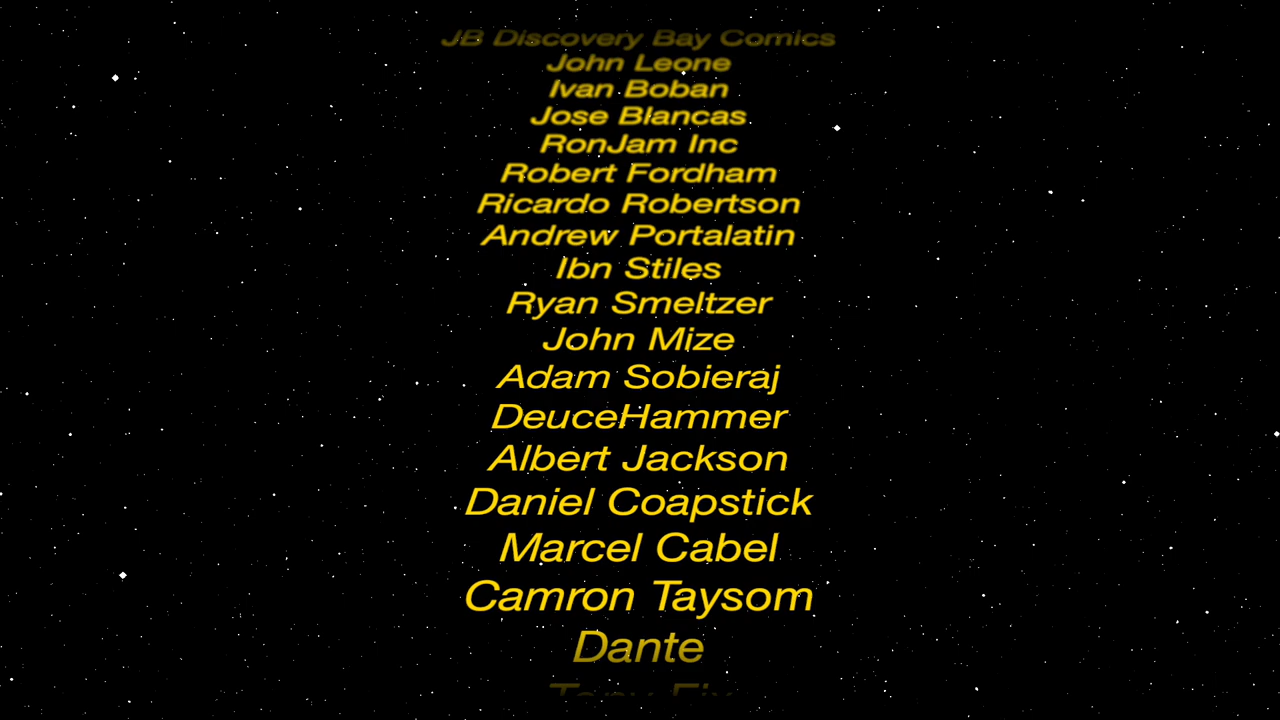 JB Discovery Bay Comics
John Leone
Ivan Boban
Jose Blancas
RonJam Inc
Robert Fordham
Ricardo Robertson
Andrew Portalatin
Ibn Stiles
Ryan Smeltzer
John Mize
Adam Sobieraj
DeuceHammer
Albert Jackson
Daniel Coapstick
Marcel Cabel
Camron Taysom
Dante